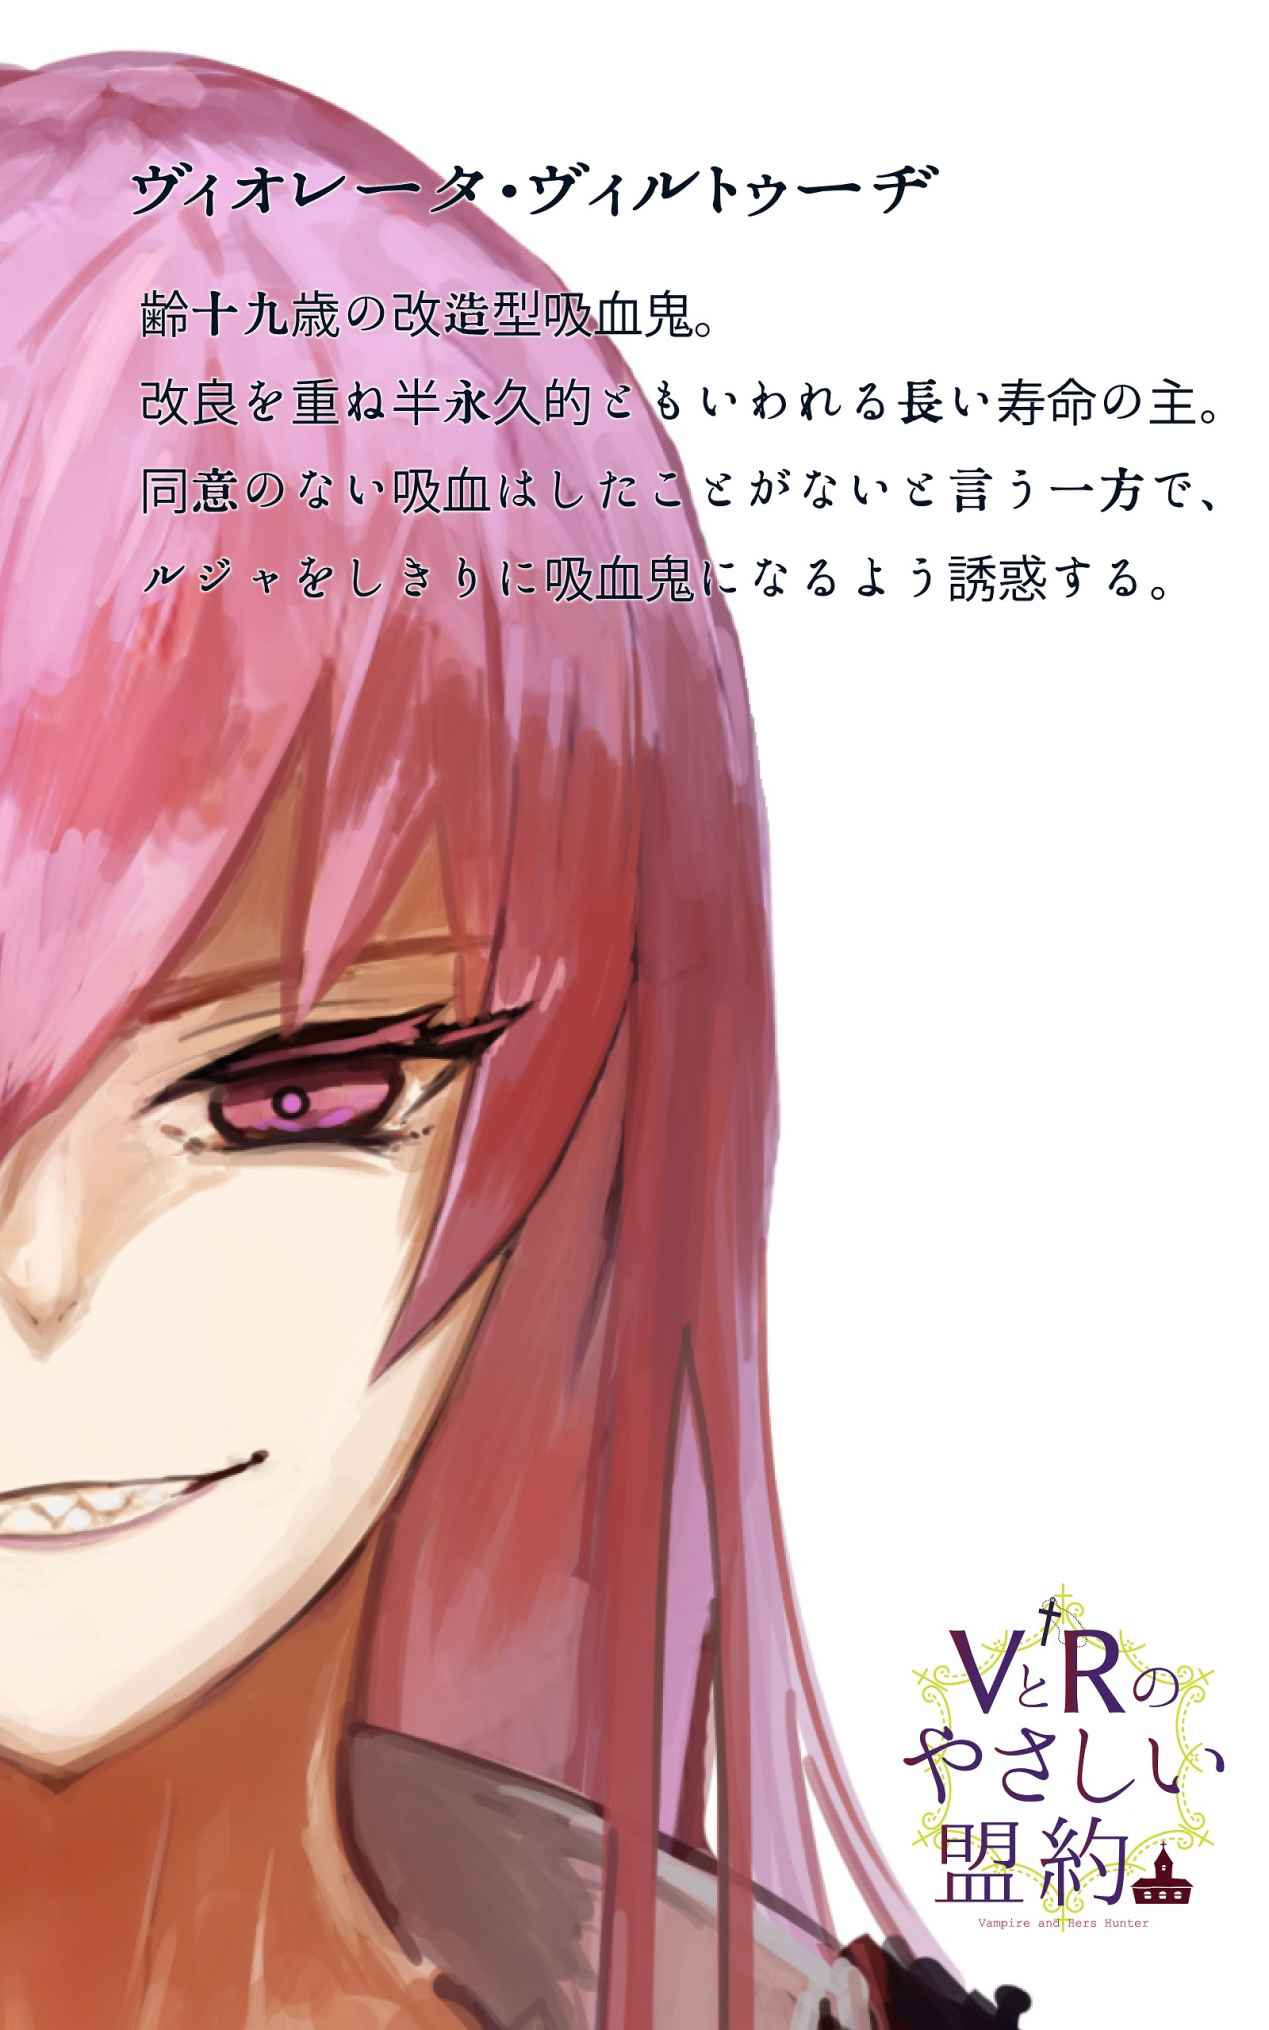 ヴィオレータ・ヴィルトゥーヂ
齢十九歳の改造型吸血鬼。
改良を重ね半永久的ともいわれる長い寿命の主。
同意のない吸血はしたことがないと言う一方で、
ルジャをしきりに吸血鬼になるよう誘惑する。
VとRの
やさしい
盟約
Vampire and Hers Hunter